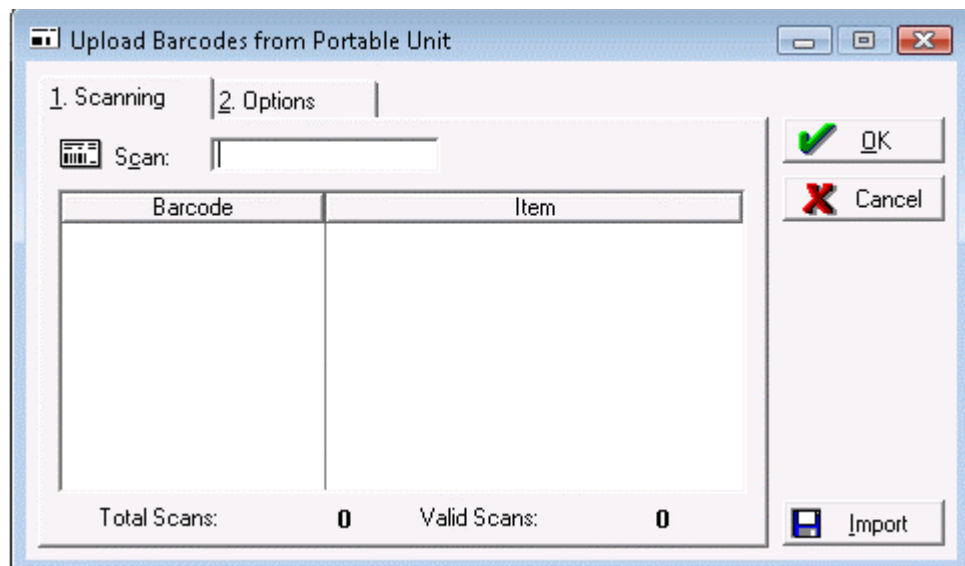 Upload Barcodes from Portable Unit
1. Scanning 2. Options
Scan:
OK
Cancel
Barcode Item
Total Scans: 0 Valid Scans: 0
Import